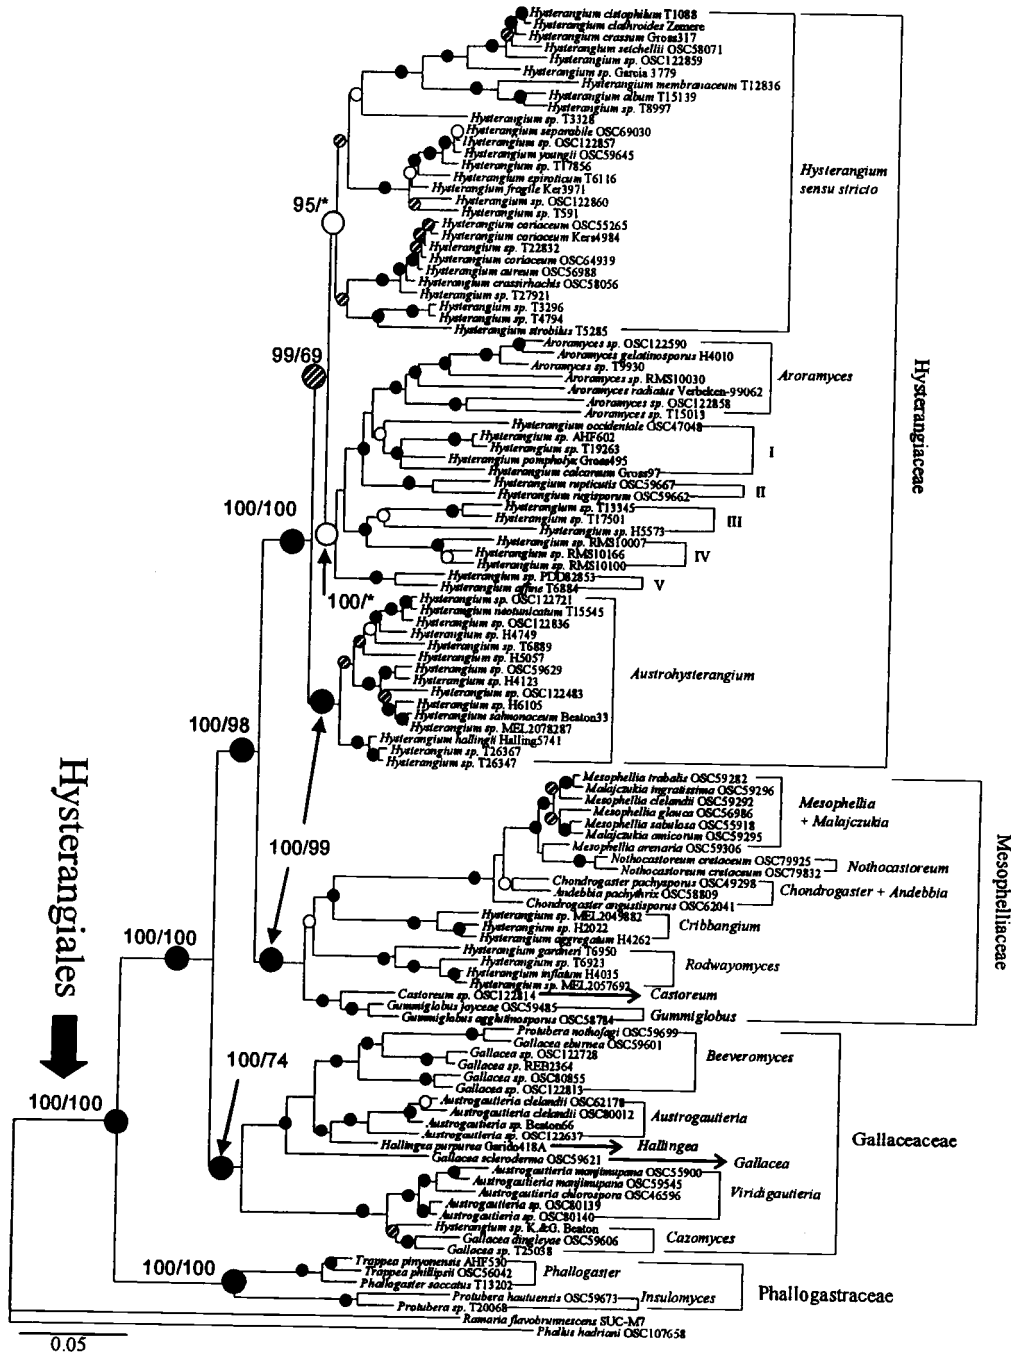 Hysterangium cistophilum T1088
Hysterangium clathroides Zomere
Hysterangium crassum Gross317
Hysterangium setchellii OSC58071
Hysterangium sp. OSC122859
Hysterangium sp. Garcia 3779
Hysterangium membranaceum T12836
Hysterangium album T15139
Hysterangium sp. T8997
Hysterangium sp. T3328
Hysterangium separabile OSC69030
Hysterangium sp. OSC122857
Hysterangium youngii OSC59645
Hysterangium sp. T17856
Hysterangium epiroticum T6116
Hysterangium fragile Ker3971
Hysterangium sp. OSC122860
Hysterangium sp. T591
Hysterangium coriaceum OSC55265
Hysterangium coriaceum Kers4984
Hysterangium sp. T22832
Hysterangium coriaceum OSC64939
Hysterangium aureum OSC56988
Hysterangium crassirhachis OSC58056
Hysterangium sp. T27921
Hysterangium sp. T3296
Hysterangium sp. T4794
Hysterangium strobilus T5285
Hysterangium
sensu stricto
95/*
99/69
Aroramyces sp. OSC122590
Aroramyces gelatinosporus H4010
Aroramyces sp. T9930
Aroramyces sp. RMS10030
Aroramyces radiatus Verbeken-99062
Aroramyces sp. OSC122858
Aroramyces sp. T15013
Aroramyces
Hysterangium occidentale OSC47048
Hysterangium sp. AHF602
Hysterangium sp. T19263
Hysterangium pompholyx Gross495
Hysterangium calcareum Gross97
I
Hysterangium rupticutis OSC59667
Hysterangium rugisporum OSC59662
II
Hysterangium sp. T13345
Hysterangium sp. T17501
Hysterangium sp. H5573
III
Hysterangium sp. RMS10007
Hysterangium sp. RMS10166
Hysterangium sp. RMS10100
IV
Hysterangium sp. PDD82853
Hysterangium affine T6884
V
100/100
100/*
Hysterangium sp. OSC122721
Hysterangium neotunicatum T15545
Hysterangium sp. OSC122836
Hysterangium sp. H4749
Hysterangium sp. T6889
Hysterangium sp. H5057
Hysterangium sp. OSC59629
Hysterangium sp. H4123
Hysterangium sp. OSC122483
Hysterangium sp. H6105
Hysterangium salmonaceum Beaton33
Hysterangium sp. MEL2078287
Hysterangium hallingii Halling5741
Hysterangium sp. T26367
Hysterangium sp. T26347
Austrohysterangium
Hysterangiaceae
100/98
100/99
Mesophellia trabalis OSC59282
Malajczukia ingratissima OSC59296
Mesophellia clelandii OSC59292
Mesophellia glauca OSC56986
Mesophellia sabulosa OSC55918
Malajczukia amicorum OSC59295
Mesophellia arenaria OSC59306
Mesophellia
+ Malajczukia
Nothocastoreum cretaceum OSC79925
Nothocastoreum cretaceum OSC79832
Nothocastoreum
Chondrogaster pachysporus OSC49298
Andebbia pachythrix OSC58809
Chondrogaster angustisporus OSC62041
Chondrogaster + Andebbia
Hysterangium sp. MEL2049882
Hysterangium sp. H2022
Hysterangium aggregatum H4262
Cribbangium
Hysterangium gardneri T6950
Hysterangium sp. T6923
Hysterangium inflatum H4035
Hysterangium sp. MEL2057692
Rodwayomyces
Castoreum sp. OSC122814
Castoreum
Gummiglobus joyceae OSC59485
Gummiglobus agglutinosporus OSC58784
Gummiglobus
Mesophelliaceae
Hysterangiales
100/100
100/74
100/100
Protubera nothofagi OSC59699
Gallacea eburnea OSC59601
Gallacea sp. OSC122728
Gallacea sp. REB2364
Gallacea sp. OSC80855
Gallacea sp. OSC122813
Beeveromyces
Austrogautieria clelandii OSC62178
Austrogautieria clelandii OSC80012
Austrogautieria sp. Beaton66
Austrogautieria sp. OSC122637
Austrogautieria
Hallingea purpurea Garido418A
Hallingea
Gallacea scleroderma OSC59621
Gallacea
Austrogautieria manjimupana OSC55900
Austrogautieria manjimupana OSC59545
Austrogautieria chlorospora OSC46596
Austrogautieria sp. OSC80139
Austrogautieria sp. OSC80140
Viridigautieria
Hysterangium sp. K.&G. Beaton
Gallacea dingleyae OSC59606
Gallacea sp. T25038
Cazomyces
Gallaceaceae
100/100
Trappea pinyonensis AHF530
Trappea phillipsii OSC56042
Phallogaster saccatus T13202
Phallogaster
Protubera hautuensis OSC59673
Protubera sp. T20068
Insulomyces
Phallogastraceae
Ramaria flavobrunnescens SUC-M7
Phallus hadriani OSC107658
0.05